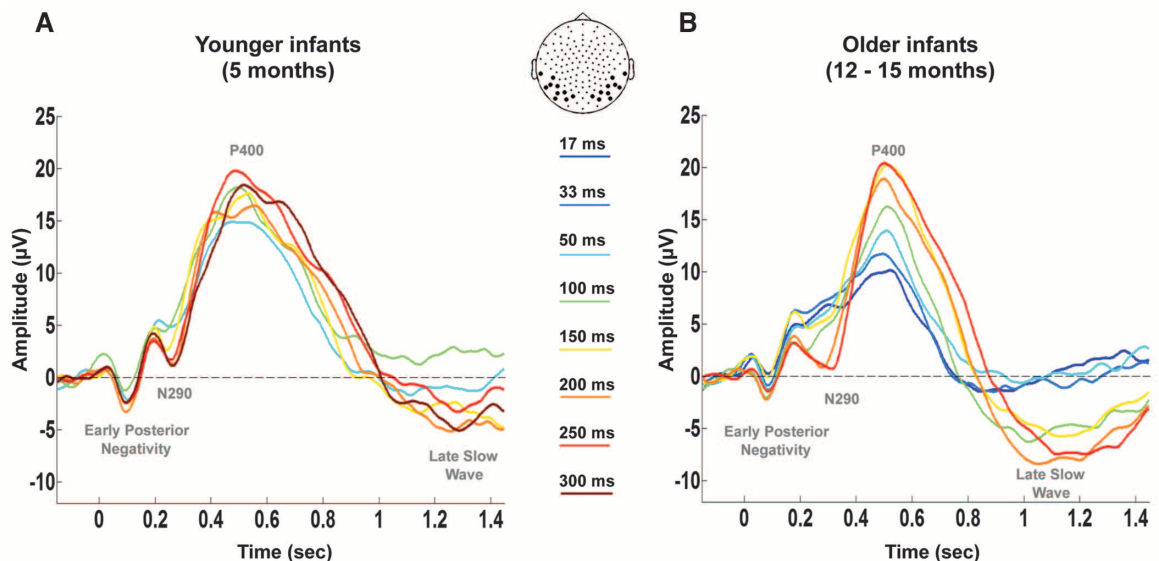 A
Younger infants
(5 months)
25
20
15
10
5
0
-5
-10
Amplitude (µV)
P400
N290
Early Posterior
Negativity
Late Slow
Wave
0 0.2 0.4 0.6 0.8 1 1.2 1.4
Time (sec)
17 ms
33 ms
50 ms
100 ms
150 ms
200 ms
250 ms
300 ms
B
Older infants
(12 - 15 months)
25
20
15
10
5
0
-5
-10
Amplitude (µV)
P400
N290
Early Posterior
Negativity
Late Slow
Wave
0 0.2 0.4 0.6 0.8 1 1.2 1.4
Time (sec)